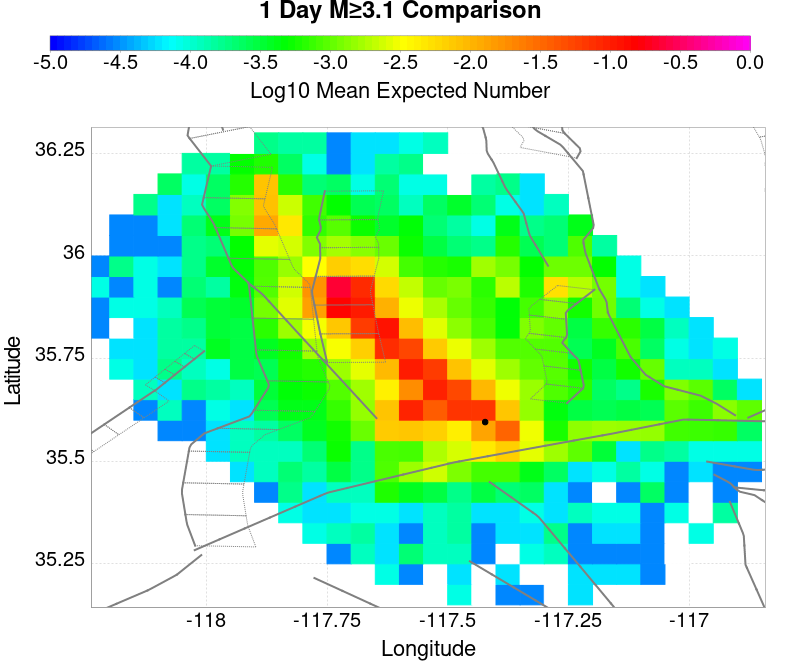 1 Day M≥3.1 Comparison
-5.0 -4.5 -4.0 -3.5 -3.0 -2.5 -2.0 -1.5 -1.0 -0.5 0.0
Log10 Mean Expected Number
36.25
36
35.75
35.5
35.25
Latitude
-118 -117.75 -117.5 -117.25 -117
Longitude